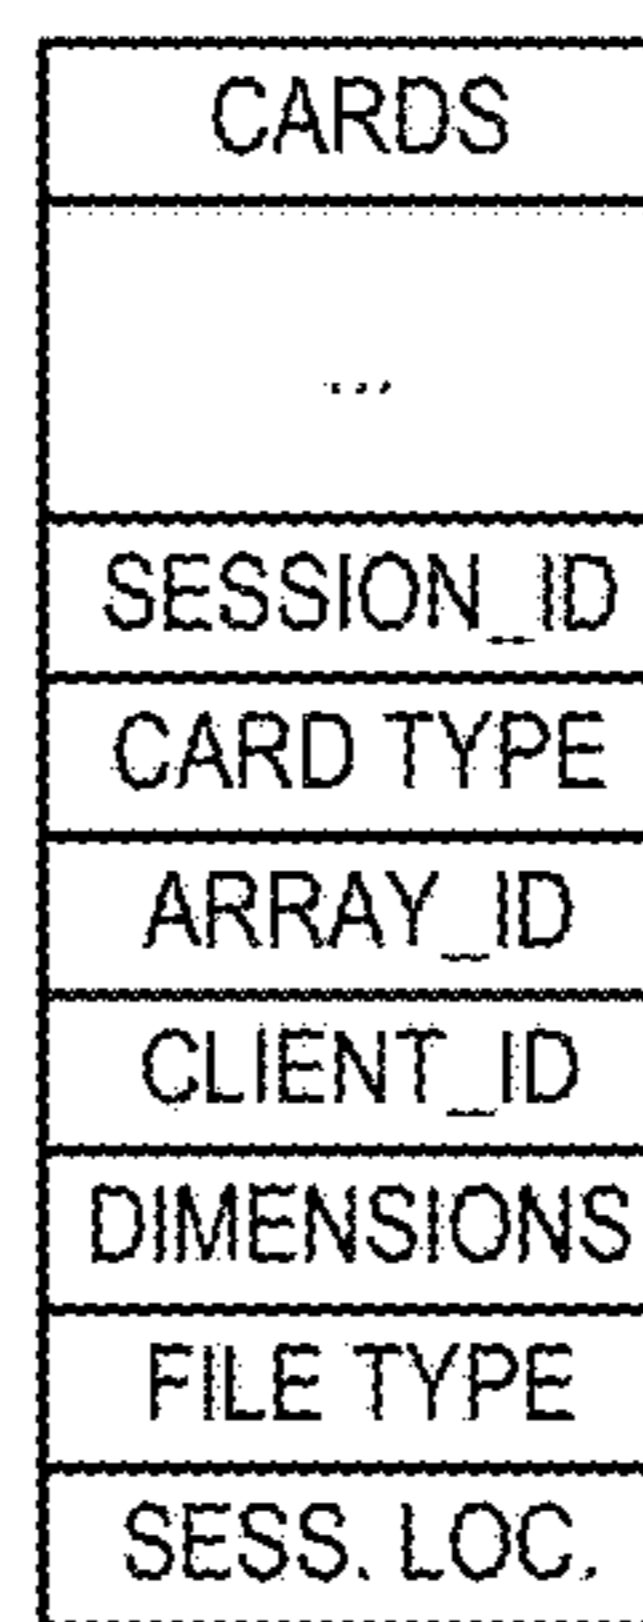 CARDS
...
SESSION_ID
CARD TYPE
ARRAY_ID
CLIENT_ID
DIMENSIONS
FILE TYPE
SESS. LOC.